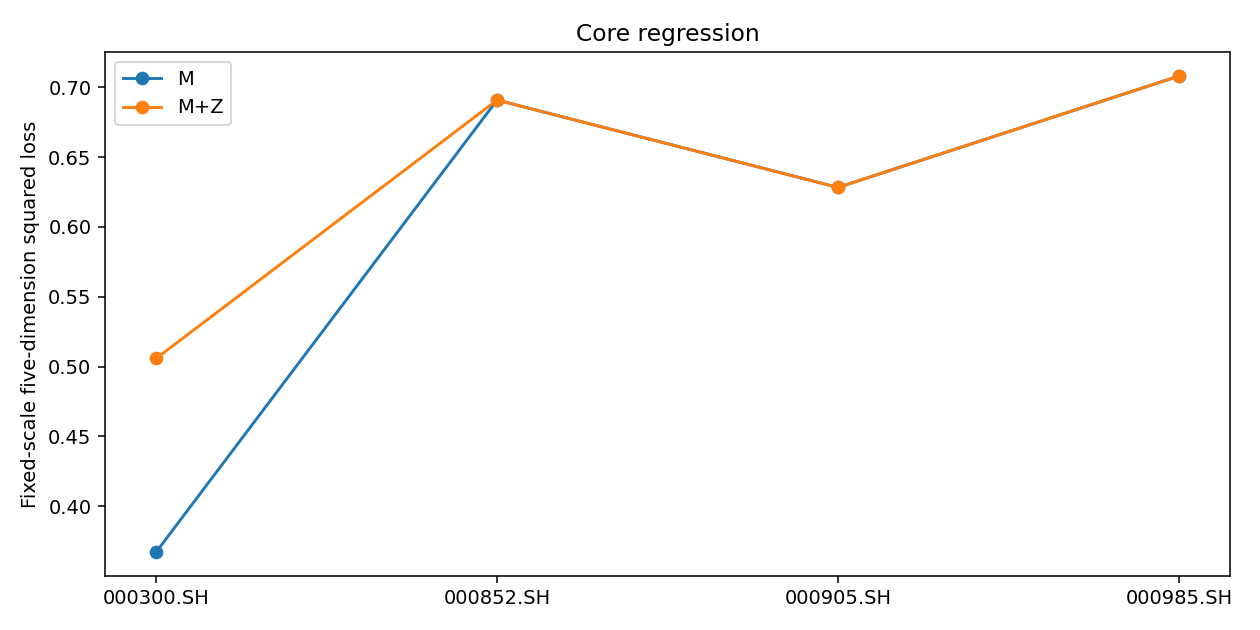 Core regression
M
M+Z
Fixed-scale five-dimension squared loss
0.70
0.65
0.60
0.55
0.50
0.45
0.40
000300.SH
000852.SH
000905.SH
000985.SH